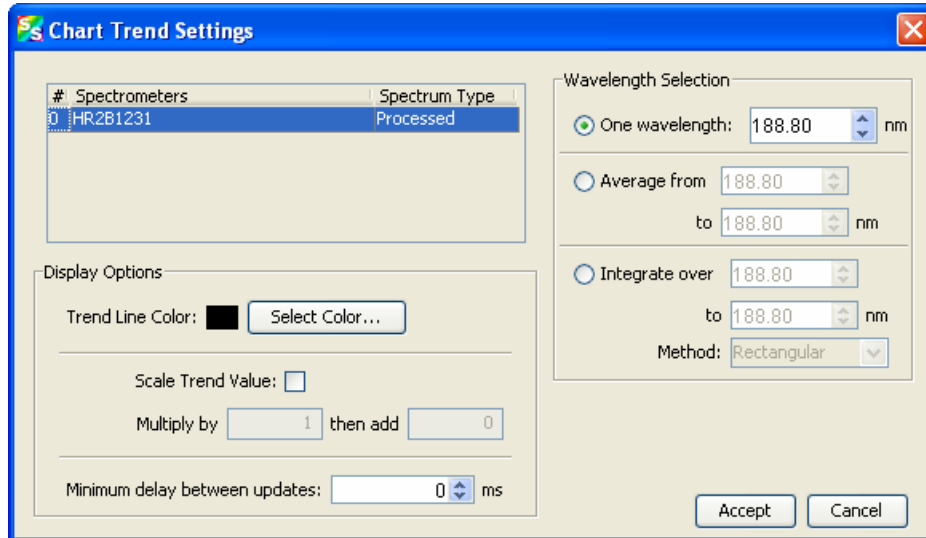 SS Chart Trend Settings
# Spectrometers Spectrum Type
0 HR2B1231 Processed
Wavelength Selection
One wavelength: 188.80 nm
Average from 188.80
to 188.80 nm
Integrate over 188.80
to 188.80 nm
Method: Rectangular
Display Options
Trend Line Color: Select Color...
Scale Trend Value:
Multiply by 1 then add 0
Minimum delay between updates: 0 ms
Accept Cancel